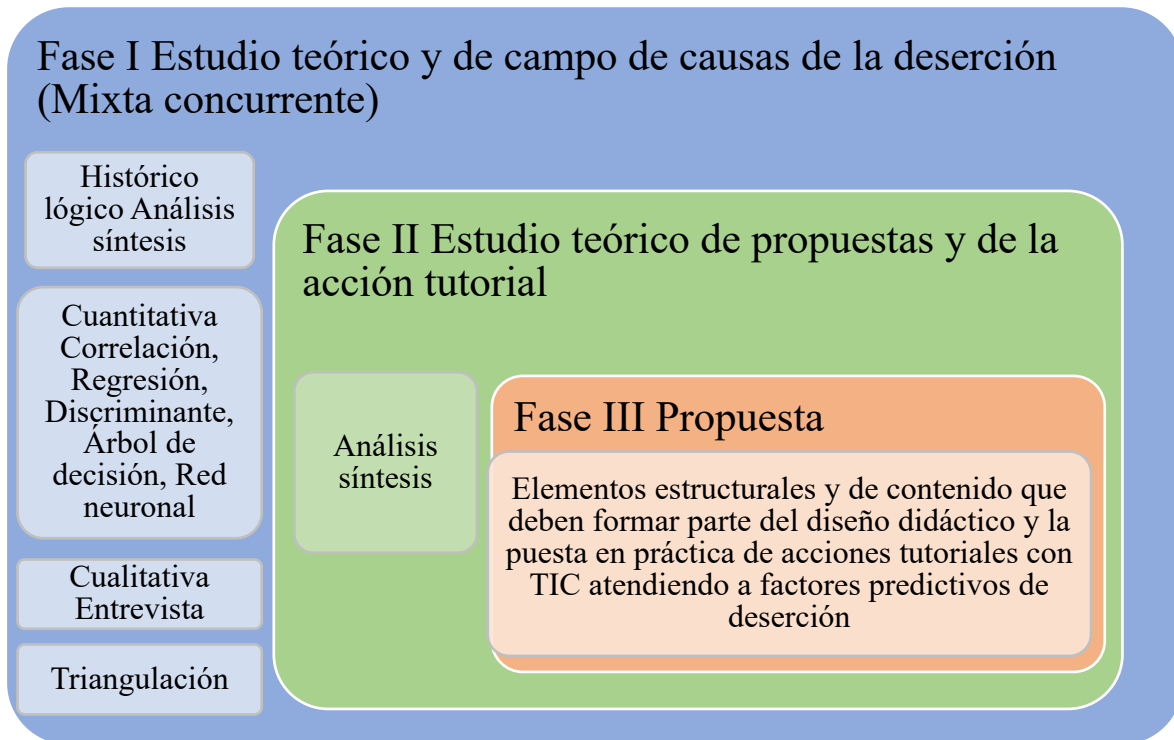 Fase I Estudio teórico y de campo de causas de la deserción
(Mixta concurrente)
Histórico
lógico Análisis
síntesis
Cuantitativa
Correlación,
Regresión,
Discriminante,
Árbol de
decisión, Red
neuronal
Cualitativa
Entrevista
Triangulación
Fase II Estudio teórico de propuestas y de la
acción tutorial
Análisis
síntesis
Fase III Propuesta
Elementos estructurales y de contenido que
deben formar parte del diseño didáctico y la
puesta en práctica de acciones tutoriales con
TIC atendiendo a factores predictivos de
deserción